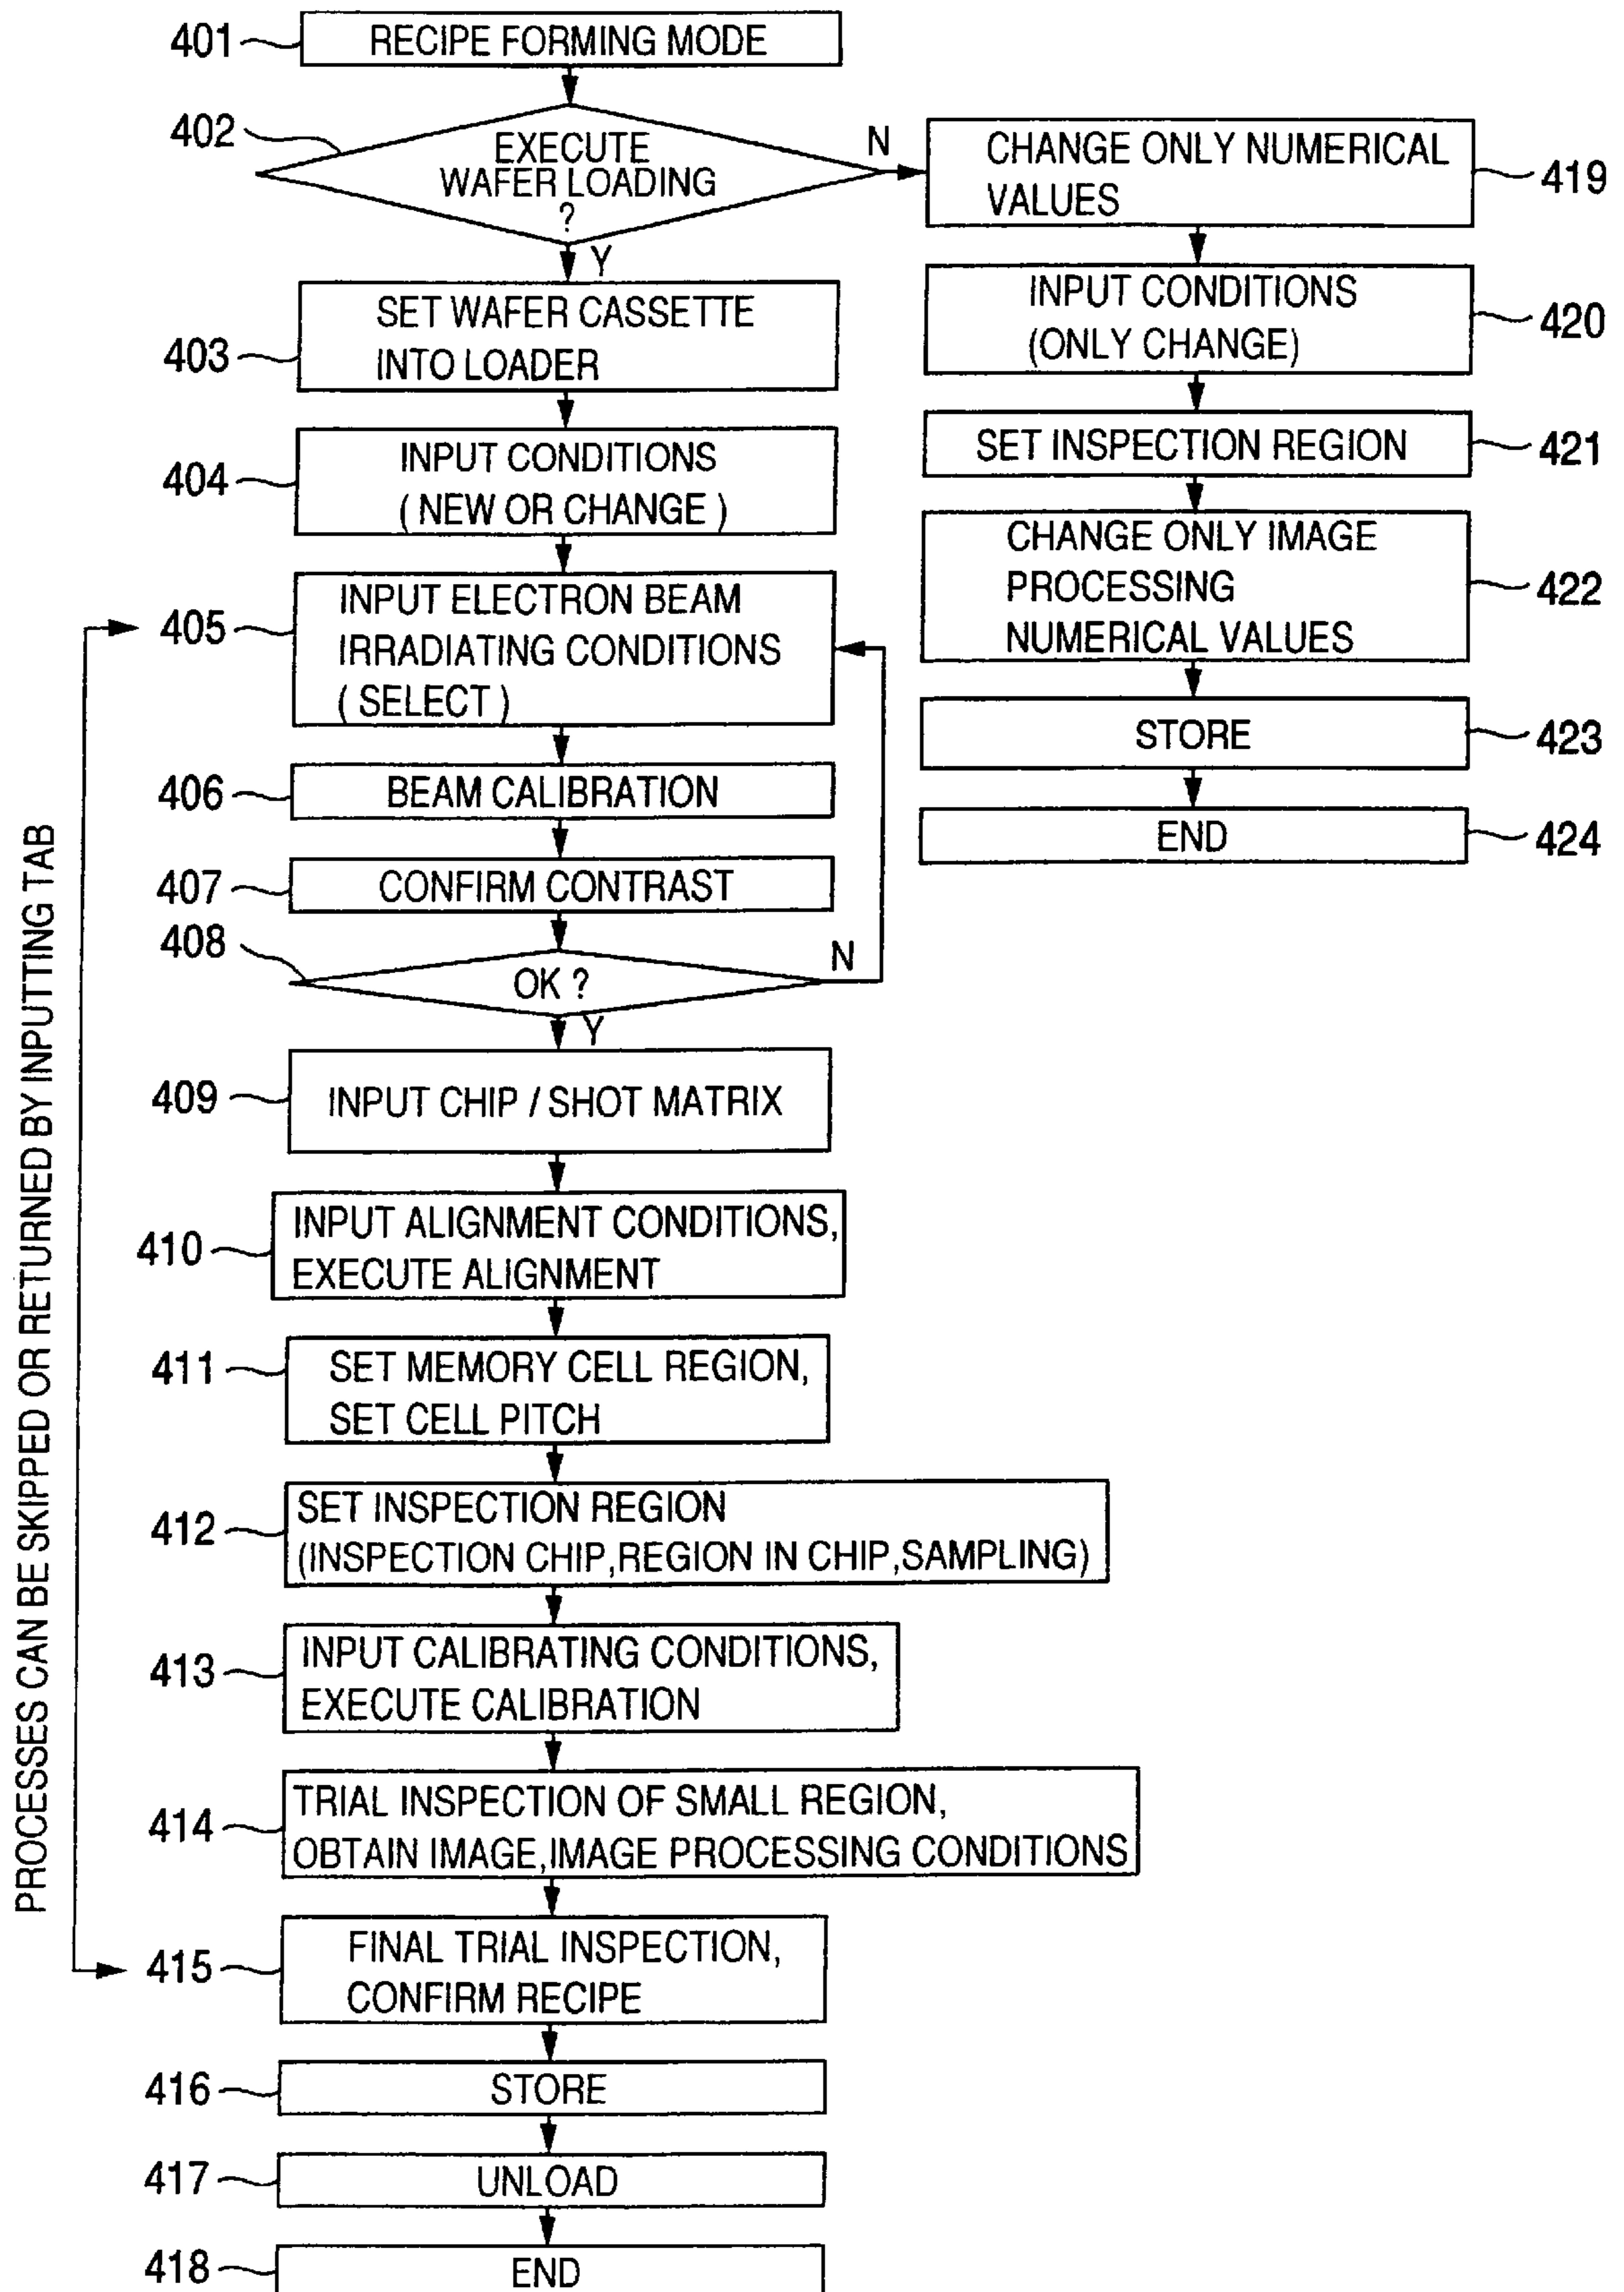 401
RECIPE FORMING MODE
402
EXECUTE
WAFER LOADING
?
N
Y
403
SET WAFER CASSETTE
INTO LOADER
404
INPUT CONDITIONS
( NEW OR CHANGE )
405
INPUT ELECTRON BEAM
IRRADIATING CONDITIONS
( SELECT )
406
BEAM CALIBRATION
407
CONFIRM CONTRAST
408
OK ?
N
Y
409
INPUT CHIP / SHOT MATRIX
410
INPUT ALIGNMENT CONDITIONS,
EXECUTE ALIGNMENT
411
SET MEMORY CELL REGION,
SET CELL PITCH
412
SET INSPECTION REGION
(INSPECTION CHIP,REGION IN CHIP,SAMPLING)
413
INPUT CALIBRATING CONDITIONS,
EXECUTE CALIBRATION
414
TRIAL INSPECTION OF SMALL REGION,
OBTAIN IMAGE,IMAGE PROCESSING CONDITIONS
415
FINAL TRIAL INSPECTION,
CONFIRM RECIPE
416
STORE
417
UNLOAD
418
END
CHANGE ONLY NUMERICAL
VALUES
419
INPUT CONDITIONS
(ONLY CHANGE)
420
SET INSPECTION REGION
421
CHANGE ONLY IMAGE
PROCESSING
NUMERICAL VALUES
422
STORE
423
END
424
PROCESSES CAN BE SKIPPED OR RETURNED BY INPUTTING TAB